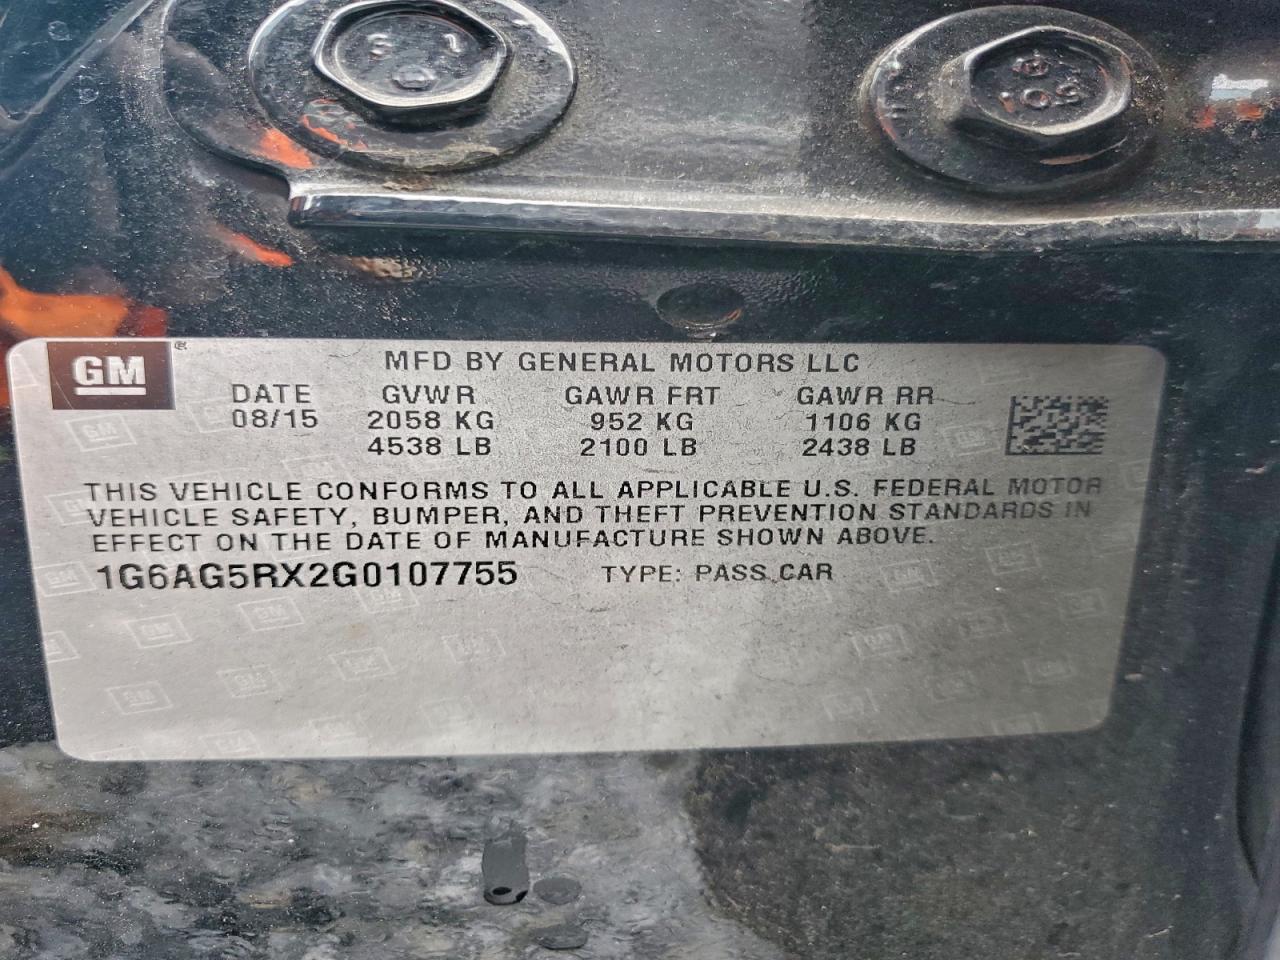 GM
MFD BY GENERAL MOTORS LLC
DATE GVWR GAWR FRT GAWR RR
08/15 2058 KG 952 KG 1106 KG
4538 LB 2100 LB 2438 LB
THIS VEHICLE CONFORMS TO ALL APPLICABLE U.S. FEDERAL MOTOR
VEHICLE SAFETY, BUMPER, AND THEFT PREVENTION STANDARDS IN
EFFECT ON THE DATE OF MANUFACTURE SHOWN ABOVE.
1G6AG5RX2G0107755 TYPE: PASS CAR